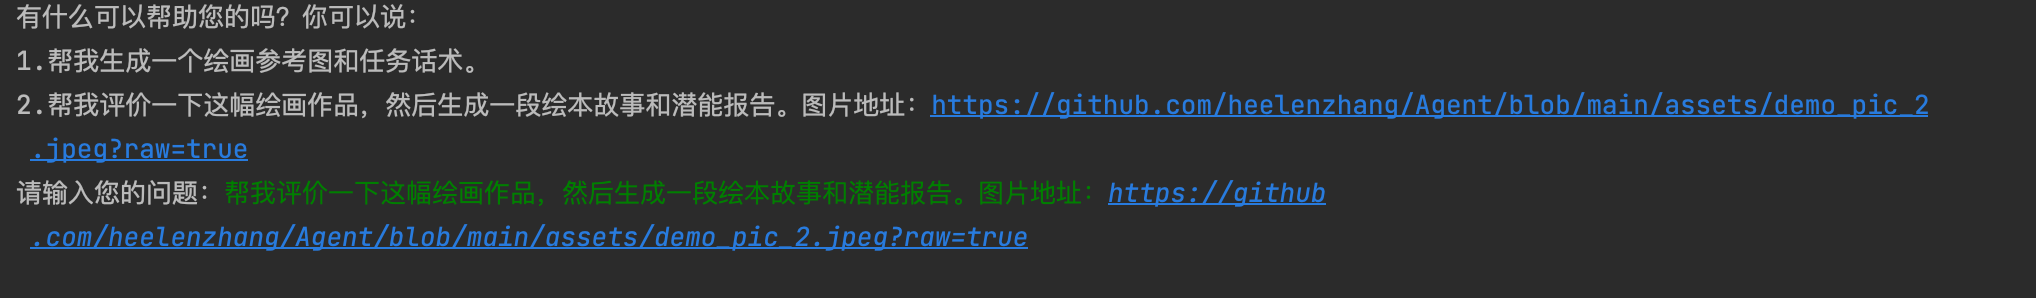 有什么可以帮助您的吗？你可以说：
1.帮我生成一个绘画参考图和任务话术。
2.帮我评价一下这幅绘画作品，然后生成一段绘本故事和潜能报告。图片地址：https://github.com/heelenzhang/Agent/blob/main/assets/demo_pic_2
.jpeg?raw=true
请输入您的问题：帮我评价一下这幅绘画作品，然后生成一段绘本故事和潜能报告。图片地址：https://github
.com/heelenzhang/Agent/blob/main/assets/demo_pic_2.jpeg?raw=true